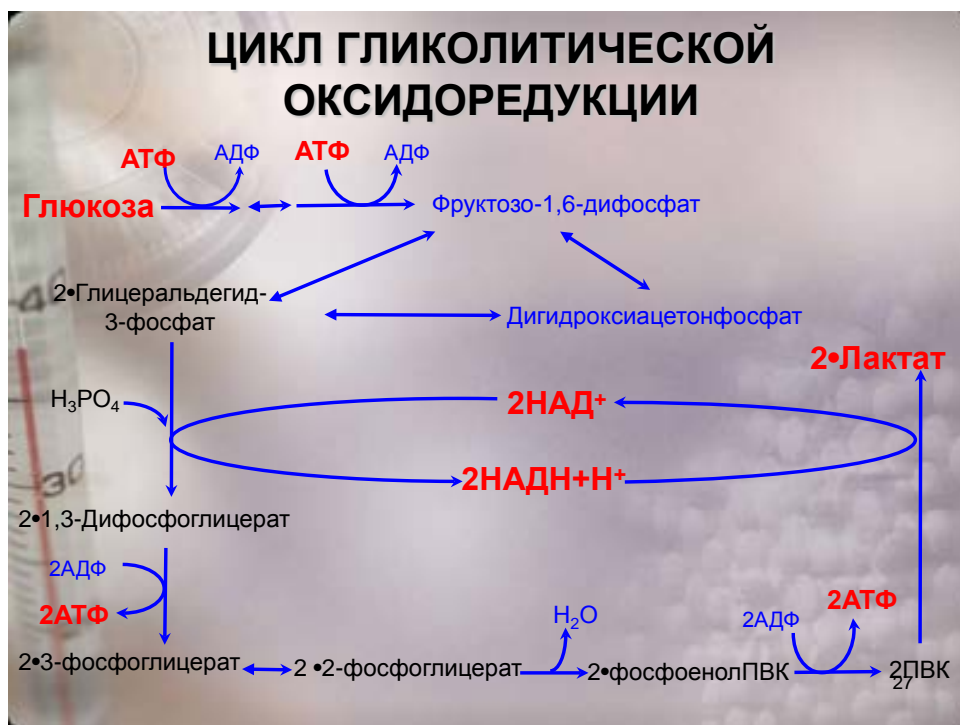 ЦИКЛ ГЛИКОЛИТИЧЕСКОЙ
ОКСИДОРЕДУКЦИИ
АТФ АДФ АТФ АДФ
Глюкоза Фруктозо-1,6-дифосфат
2•Глицеральдегид-
3-фосфат
Дигидроксиацетонфосфат
2•Лактат
H₃PO₄
2НАД⁺
2НАДН+Н⁺
2•1,3-Дифосфоглицерат
2АДФ
2АТФ
H₂O
2АДФ
2АТФ
2•3-фосфоглицерат 2 •2-фосфоглицерат 2•фосфоенолПВК 2ПВК
27
40
30